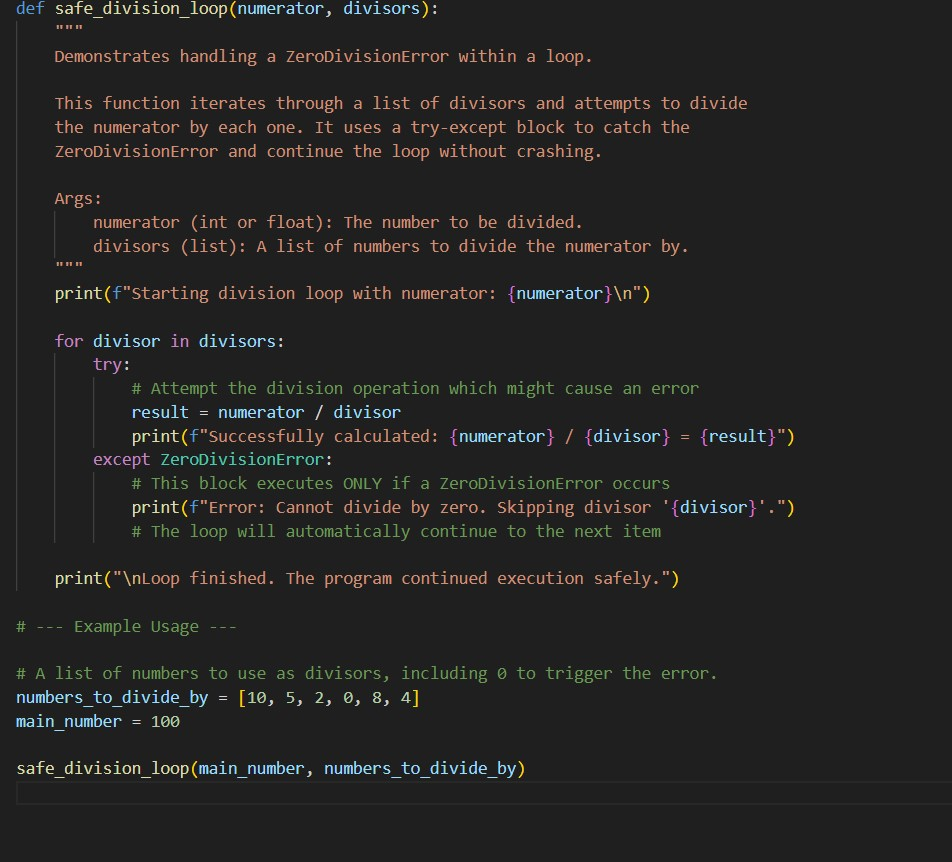 def safe_division_loop(numerator, divisors):
    """
    Demonstrates handling a ZeroDivisionError within a loop.

    This function iterates through a list of divisors and attempts to divide
    the numerator by each one. It uses a try-except block to catch the
    ZeroDivisionError and continue the loop without crashing.

    Args:
        numerator (int or float): The number to be divided.
        divisors (list): A list of numbers to divide the numerator by.
    """
    print(f"Starting division loop with numerator: {numerator}\n")

    for divisor in divisors:
        try:
            # Attempt the division operation which might cause an error
            result = numerator / divisor
            print(f"Successfully calculated: {numerator} / {divisor} = {result}")
        except ZeroDivisionError:
            # This block executes ONLY if a ZeroDivisionError occurs
            print(f"Error: Cannot divide by zero. Skipping divisor '{divisor}'.")
            # The loop will automatically continue to the next item

    print("\nLoop finished. The program continued execution safely.")

# --- Example Usage ---

# A list of numbers to use as divisors, including 0 to trigger the error.
numbers_to_divide_by = [10, 5, 2, 0, 8, 4]
main_number = 100

safe_division_loop(main_number, numbers_to_divide_by)